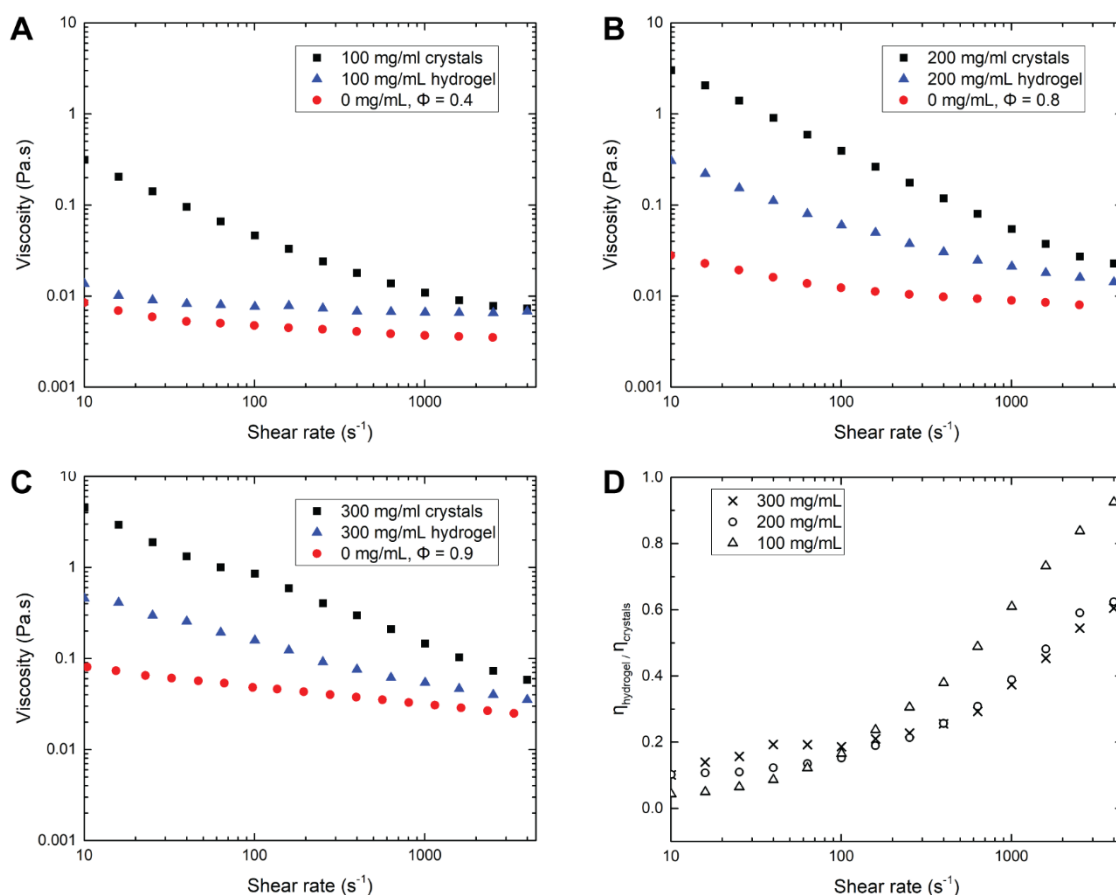 A
10
1
0.1
0.01
0.001
Viscosity (Pa.s)
100 mg/ml crystals
100 mg/mL hydrogel
0 mg/mL, Φ = 0.4
10
100
1000
Shear rate (s⁻¹)
B
10
1
0.1
0.01
0.001
Viscosity (Pa.s)
200 mg/ml crystals
200 mg/mL hydrogel
0 mg/mL, Φ = 0.8
10
100
1000
Shear rate (s⁻¹)
C
10
1
0.1
0.01
0.001
Viscosity (Pa.s)
300 mg/ml crystals
300 mg/mL hydrogel
0 mg/mL, Φ = 0.9
10
100
1000
Shear rate (s⁻¹)
D
1.0
0.8
0.6
0.4
0.2
0.0
ηhydrogel / ηcrystals
300 mg/mL
200 mg/mL
100 mg/mL
10
100
1000
Shear rate (s⁻¹)